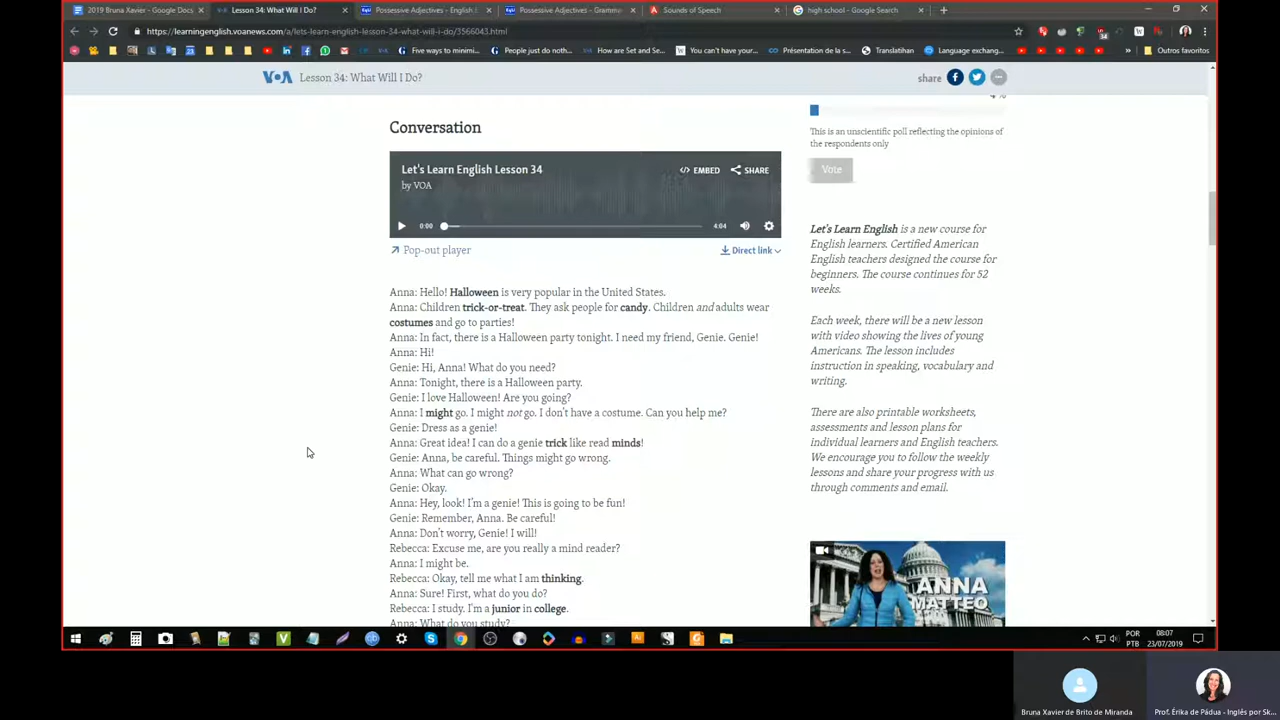 2019 Bruna Xavier - Google Docs
Lesson 34: What Will I Do?
Possessive Adjectives - English
Possessive Adjectives - Gramm
Sounds of Speech
high school - Google Search
https://learningenglish.voanews.com/a/lets-learn-english-lesson-34-what-will-i-do/3566043.html
Five ways to minimi...
People just do noth...
How are Set and Se...
You can't have your...
Présentation de la s...
Translatihan
Language exchang...
Outros favoritos
VOA Lesson 34: What Will I Do?
share
Conversation
Let's Learn English Lesson 34
by VOA
EMBED
SHARE
0:00
4:04
Pop-out player
Direct link
Anna: Hello! Halloween is very popular in the United States.
Anna: Children trick-or-treat. They ask people for candy. Children and adults wear
costumes and go to parties!
Anna: In fact, there is a Halloween party tonight. I need my friend, Genie. Genie!
Anna: Hi!
Genie: Hi, Anna! What do you need?
Anna: Tonight, there is a Halloween party.
Genie: I love Halloween! Are you going?
Anna: I might go. I might not go. I don't have a costume. Can you help me?
Genie: Dress as a genie!
Anna: Great idea! I can do a genie trick like read minds!
Genie: Anna, be careful. Things might go wrong.
Anna: What can go wrong?
Genie: Okay.
Anna: Hey, look! I'm a genie! This is going to be fun!
Genie: Remember, Anna. Be careful!
Anna: Don't worry, Genie! I will!
Rebecca: Excuse me, are you really a mind reader?
Anna: I might be.
Rebecca: Okay, tell me what I am thinking.
Anna: Sure! First, what do you do?
Rebecca: I study. I'm a junior in college.
Anna: What do you study?
This is an unscientific poll reflecting the opinions of
the respondents only
Vote
Let's Learn English is a new course for
English learners. Certified American
English teachers designed the course for
beginners. The course continues for 52
weeks.
Each week, there will be a new lesson
with video showing the lives of young
Americans. The lesson includes
instruction in speaking, vocabulary and
writing.
There are also printable worksheets,
assessments and lesson plans for
individual learners and English teachers.
We encourage you to follow the weekly
lessons and share your progress with us
through comments and email.
ANNA
MATTEO
POR
PTB
08:07
23/07/2019
Bruna Xavier de Brito de Miranda
Prof. Érika de Pádua - Inglês por Sk...